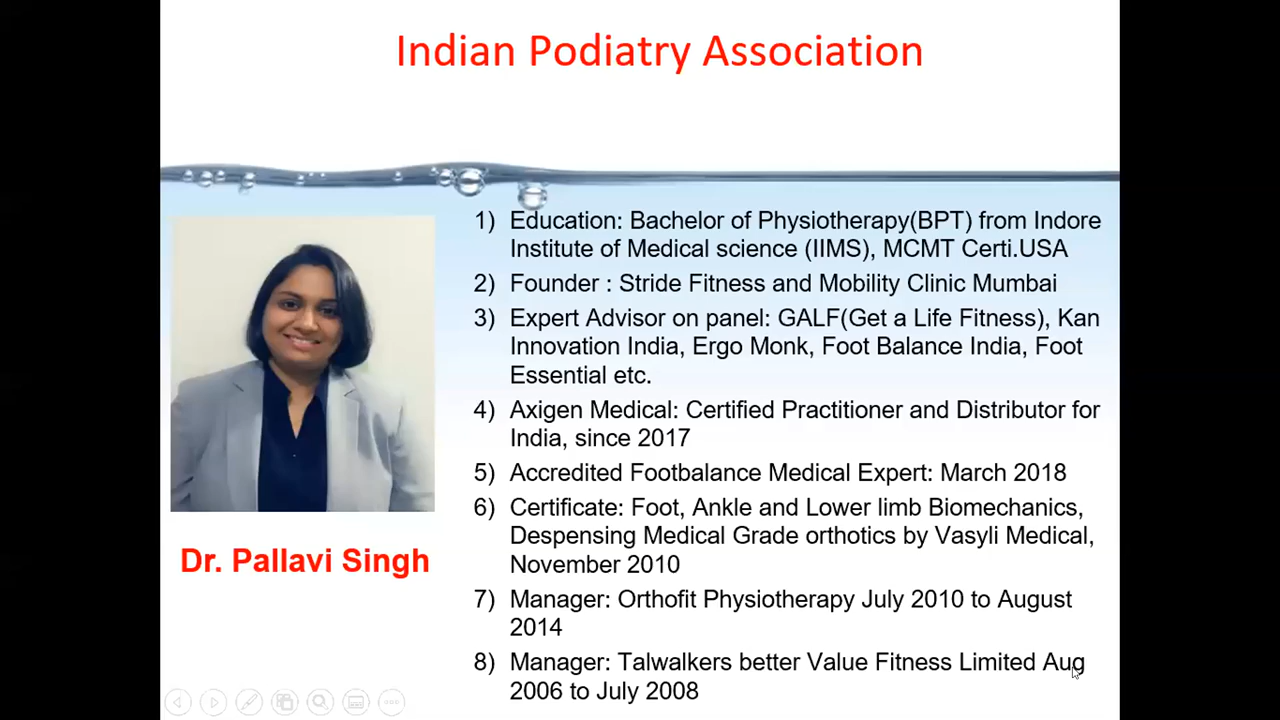 Indian Podiatry Association
1) Education: Bachelor of Physiotherapy(BPT) from Indore
Institute of Medical science (IIMS), MCMT Certi.USA
2) Founder : Stride Fitness and Mobility Clinic Mumbai
3) Expert Advisor on panel: GALF(Get a Life Fitness), Kan
Innovation India, Ergo Monk, Foot Balance India, Foot
Essential etc.
4) Axigen Medical: Certified Practitioner and Distributor for
India, since 2017
5) Accredited Footbalance Medical Expert: March 2018
6) Certificate: Foot, Ankle and Lower limb Biomechanics,
Despensing Medical Grade orthotics by Vasyli Medical,
November 2010
7) Manager: Orthofit Physiotherapy July 2010 to August
2014
8) Manager: Talwalkers better Value Fitness Limited Aug
2006 to July 2008
Dr. Pallavi Singh